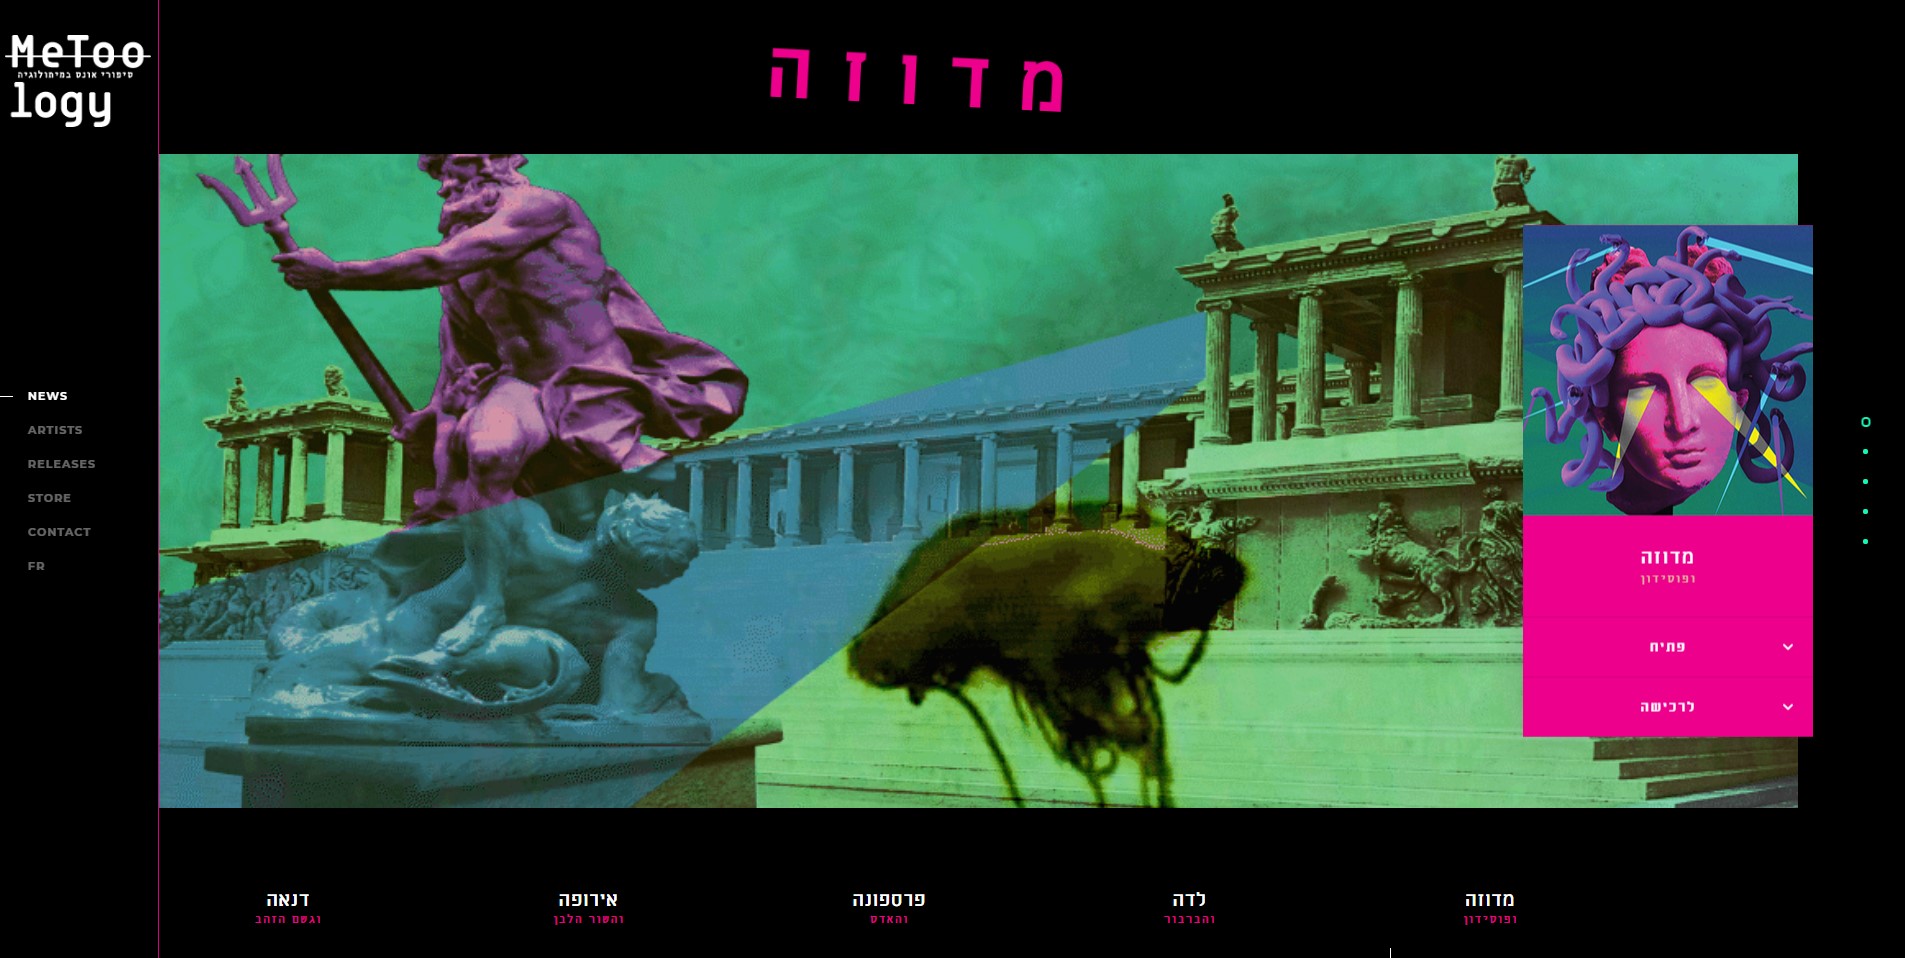 MeToo
סיפורי אונס במיתולוגיה
logy
מדוזה
NEWS
ARTISTS
RELEASES
STORE
CONTACT
FR
מדוזה
ופוסידון
פתיח
לרכישה
מדוזה
ופוסידון
לדה
והברבור
פרספונה
והאדס
אירופה
והשור הלבן
דנאה
וגשם הזהב